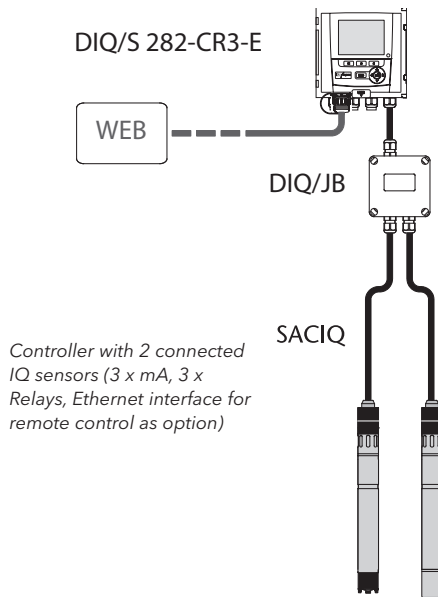 DIQ/S 282-CR3-E
WEB
DIQ/JB
SACIQ
Controller with 2 connected
IQ sensors (3 x mA, 3 x
Relays, Ethernet interface for
remote control as option)